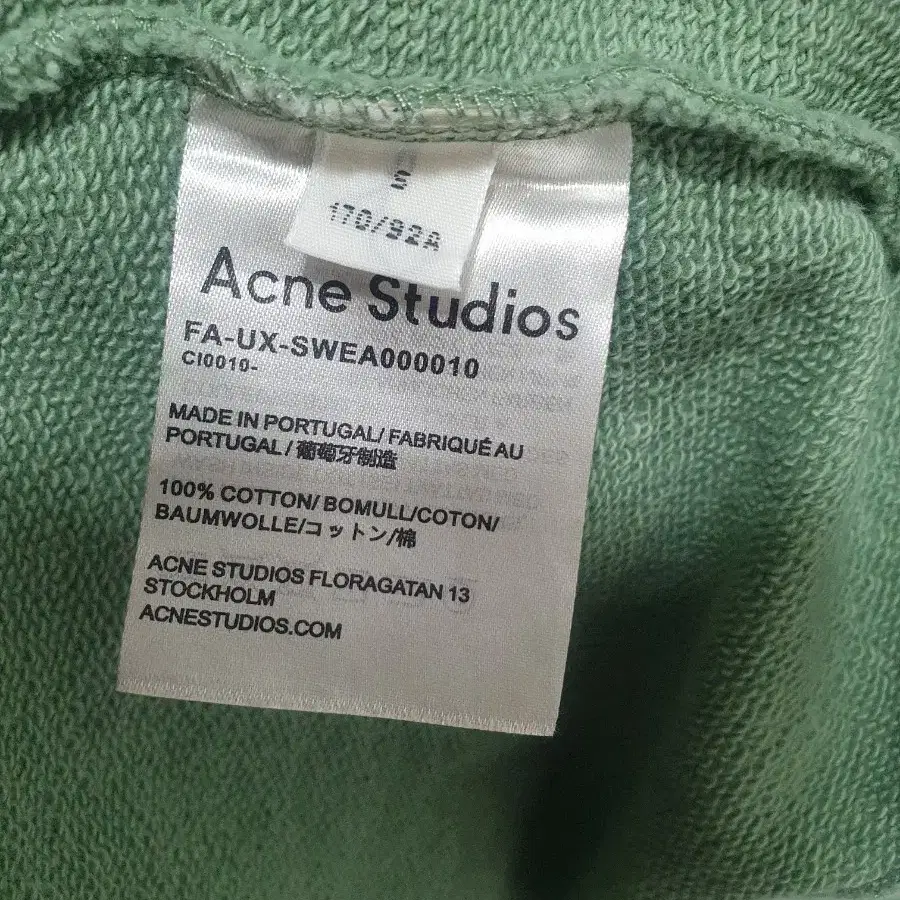 S
170/92A
Acne Studios
FA-UX-SWEA000010
CI0010-
MADE IN PORTUGAL/ FABRIQUÉ AU
PORTUGAL / 葡萄牙制造
100% COTTON/ BOMULL/COTON/
BAUMWOLLE/コットン/棉
ACNE STUDIOS FLORAGATAN 13
STOCKHOLM
ACNESTUDIOS.COM